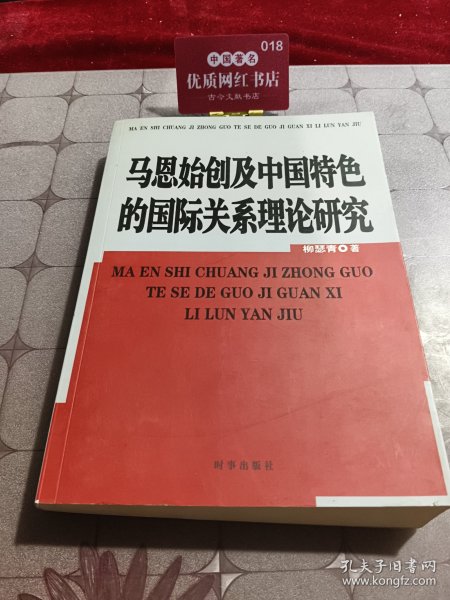 018
中国著名
优质网红书店
古今文献书店
MA EN SHI CHUANG JI ZHONG GUO TE SE DE GUO JI GUAN XI LI LUN YAN JIU
马恩始创及中国特色
的国际关系理论研究
柳瑟青 著
MA EN SHI CHUANG JI ZHONG GUO
TE SE DE GUO JI GUAN XI
LI LUN YAN JIU
时事出版社
孔夫子旧书网
www.kongfz.com